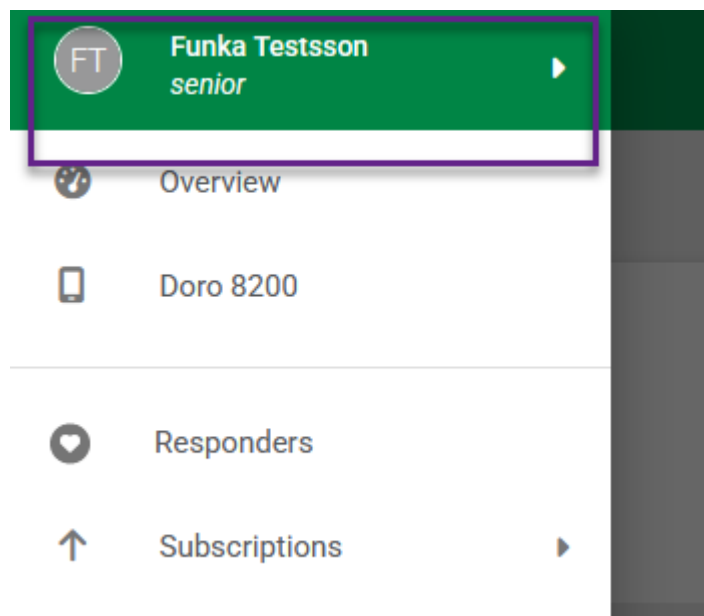 FT
Funka Testsson
senior
Overview
Doro 8200
Responders
Subscriptions